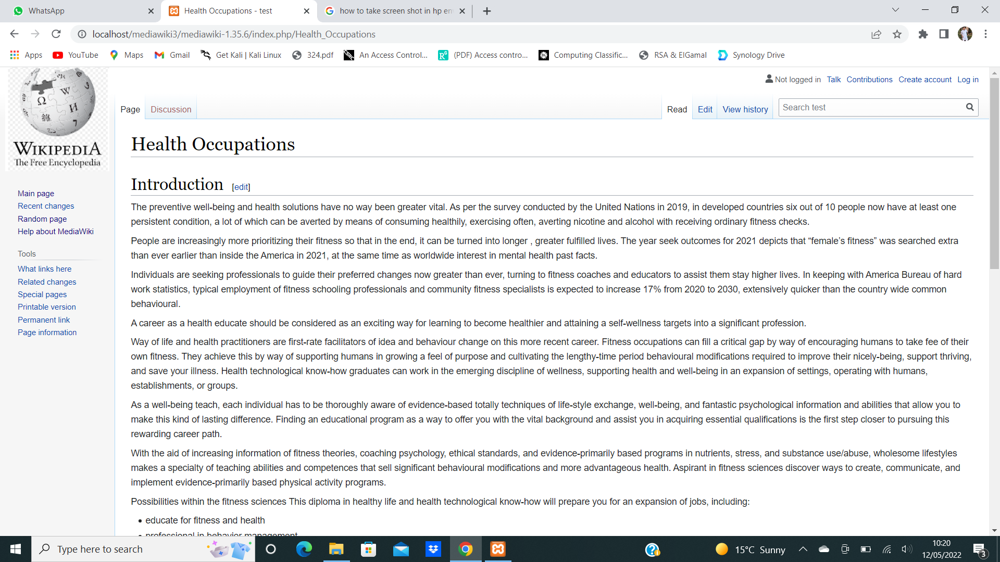 WhatsApp
Health Occupations - test
how to take screen shot in hp en
localhost/mediawiki3/mediawiki-1.35.6/index.php/Health_Occupations
Apps
YouTube
Maps
Gmail
Get Kali | Kali Linux
324.pdf
An Access Control...
(PDF) Access contro...
Computing Classific...
RSA & ElGamal
Synology Drive
WIKIPEDIA
The Free Encyclopedia
Not logged in Talk Contributions Create account Log in
Page Discussion
Read Edit View history
Search test
Health Occupations
Introduction [edit]
The preventive well-being and health solutions have no way been greater vital. As per the survey conducted by the United Nations in 2019, in developed countries six out of 10 people now have at least one
persistent condition, a lot of which can be averted by means of consuming healthily, exercising often, averting nicotine and alcohol with receiving ordinary fitness checks.
People are increasingly more prioritizing their fitness so that in the end, it can be turned into longer , greater fulfilled lives. The year seek outcomes for 2021 depicts that “female’s fitness” was searched extra
than ever earlier than inside the America in 2021, at the same time as worldwide interest in mental health past facts.
Individuals are seeking professionals to guide their preferred changes now greater than ever, turning to fitness coaches and educators to assist them stay higher lives. In keeping with America Bureau of hard
work statistics, typical employment of fitness schooling professionals and community fitness specialists is expected to increase 17% from 2020 to 2030, extensively quicker than the country wide common
behavioural.
A career as a health educate should be considered as an exciting way for learning to become healthier and attaining a self-wellness targets into a significant profession.
Way of life and health practitioners are first-rate facilitators of idea and behaviour change on this more recent career. Fitness occupations can fill a critical gap by way of encouraging humans to take fee of their
own fitness. They achieve this by way of supporting humans in growing a feel of purpose and cultivating the lengthy-time period behavioural modifications required to improve their nicely-being, support thriving,
and save your illness. Health technological know-how graduates can work in the emerging discipline of wellness, supporting health and well-being in an expansion of settings, operating with humans,
establishments, or groups.
As a well-being teach, each individual has to be thoroughly aware of evidence-based totally techniques of life-style exchange, well-being, and fantastic psychological information and abilities that allow you to
make this kind of lasting difference. Finding an educational program as a way to offer you with the vital background and assist you in acquiring essential qualifications is the first step closer to pursuing this
rewarding career path.
With the aid of increasing information of fitness theories, coaching psychology, ethical standards, and evidence-primarily based programs in nutrients, stress, and substance use/abuse, wholesome lifestyles
makes a specialty of teaching abilities and competences that sell significant behavioural modifications and more advantageous health. Aspirant in fitness sciences discover ways to create, communicate, and
implement evidence-primarily based physical activity programs.
Possibilities within the fitness sciences This diploma in healthy life and health technological know-how will prepare you for an expansion of jobs, including:
• educate for fitness and health
• professional in behavior management
Main page
Recent changes
Random page
Help about MediaWiki
Tools
What links here
Related changes
Special pages
Printable version
Permanent link
Page information
Type here to search
15°C Sunny
10:20
12/05/2022
3